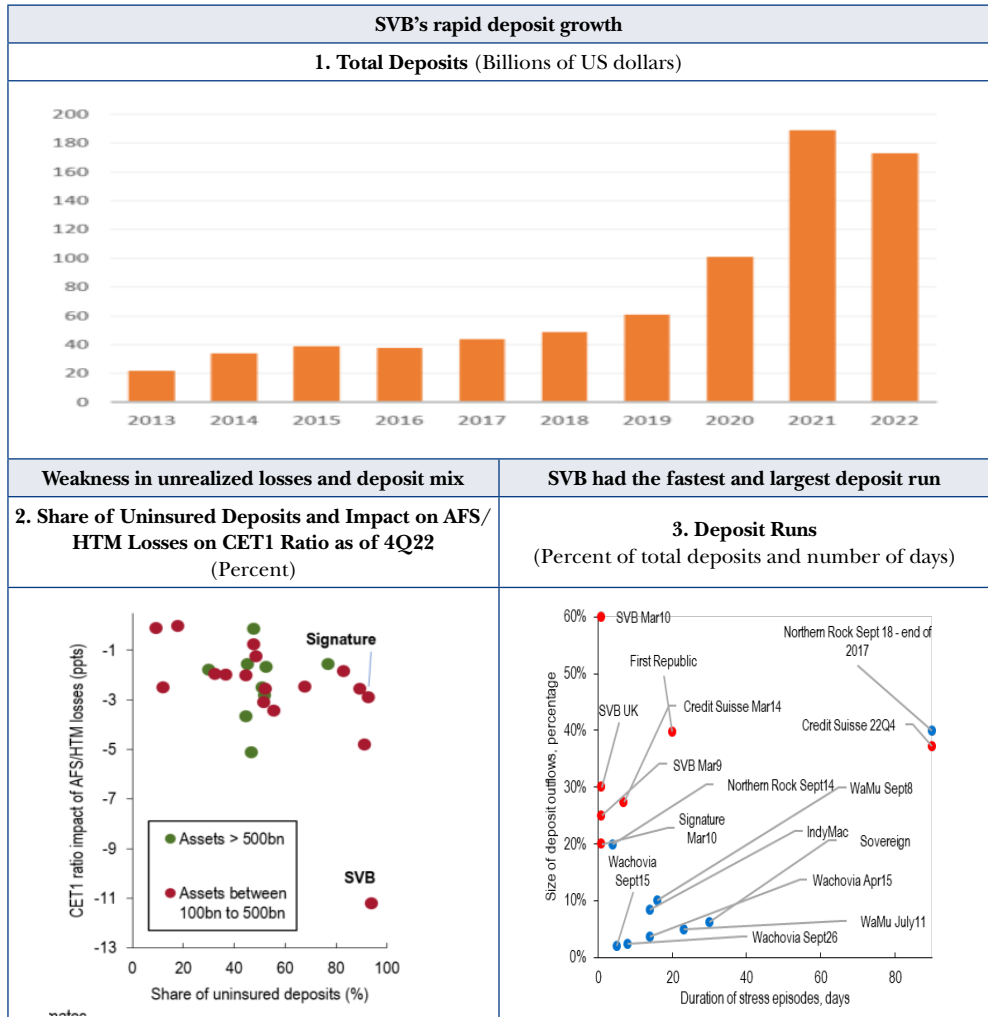 SVB's rapid deposit growth
1. Total Deposits (Billions of US dollars)
200
180
160
140
120
100
80
60
40
20
0
2013 2014 2015 2016 2017 2018 2019 2020 2021 2022
Weakness in unrealized losses and deposit mix
2. Share of Uninsured Deposits and Impact on AFS/
HTM Losses on CET1 Ratio as of 4Q22
(Percent)
CET1 ratio impact of AFS/HTM losses (ppts)
-1
-3
-5
-7
-9
-11
-13
Signature
Assets > 500bn
Assets between
100bn to 500bn
SVB
0 20 40 60 80 100
Share of uninsured deposits (%)
SVB had the fastest and largest deposit run
3. Deposit Runs
(Percent of total deposits and number of days)
Size of deposit outflows, percentage
60%
50%
40%
30%
20%
10%
0%
SVB Mar10
Northern Rock Sept 18 - end of
2017
First Republic
Credit Suisse Mar14
SVB UK
Credit Suisse 22Q4
SVB Mar9
Northern Rock Sept14
WaMu Sept8
Signature
Mar10
IndyMac
Sovereign
Wachovia
Sept15
Wachovia Apr15
WaMu July11
Wachovia Sept26
0 20 40 60 80
Duration of stress episodes, days